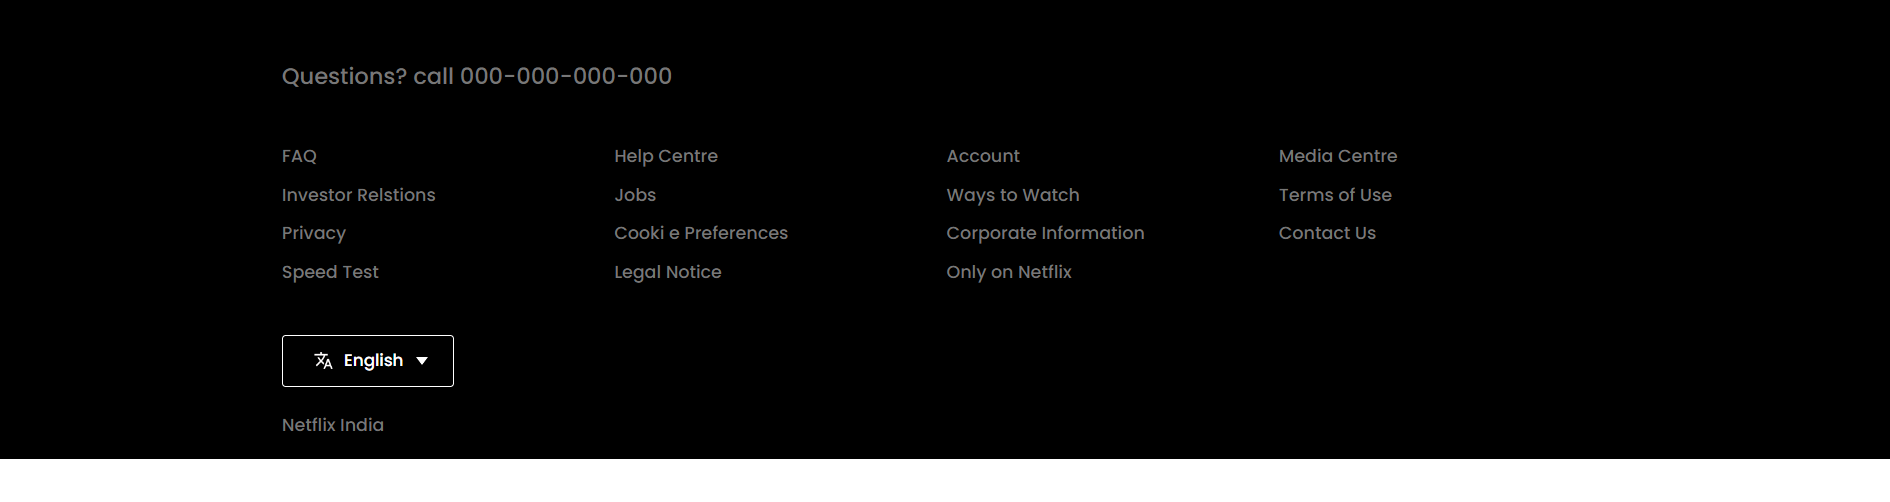 Questions? call 000-000-000-000
FAQ Help Centre Account Media Centre
Investor Relstions Jobs Ways to Watch Terms of Use
Privacy Cooki e Preferences Corporate Information Contact Us
Speed Test Legal Notice Only on Netflix
English
Netflix India